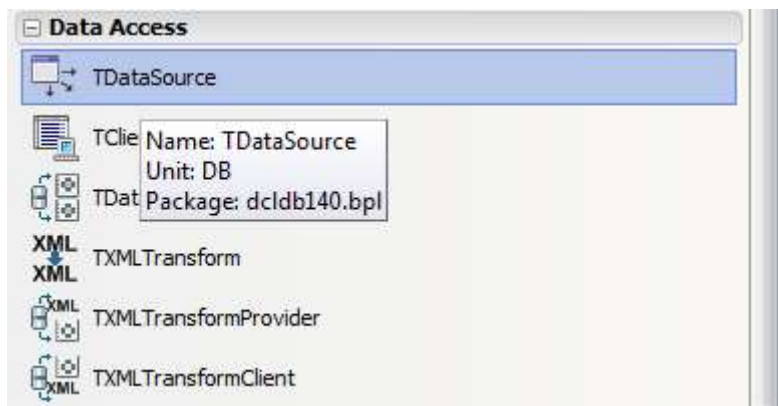 Data Access
TDataSource
TClie
Name: TDataSource
Unit: DB
TDat
Package: dcldb140.bpl
XML
XML
TXMLTransform
XML
TXMLTransformProvider
XML
TXMLTransformClient